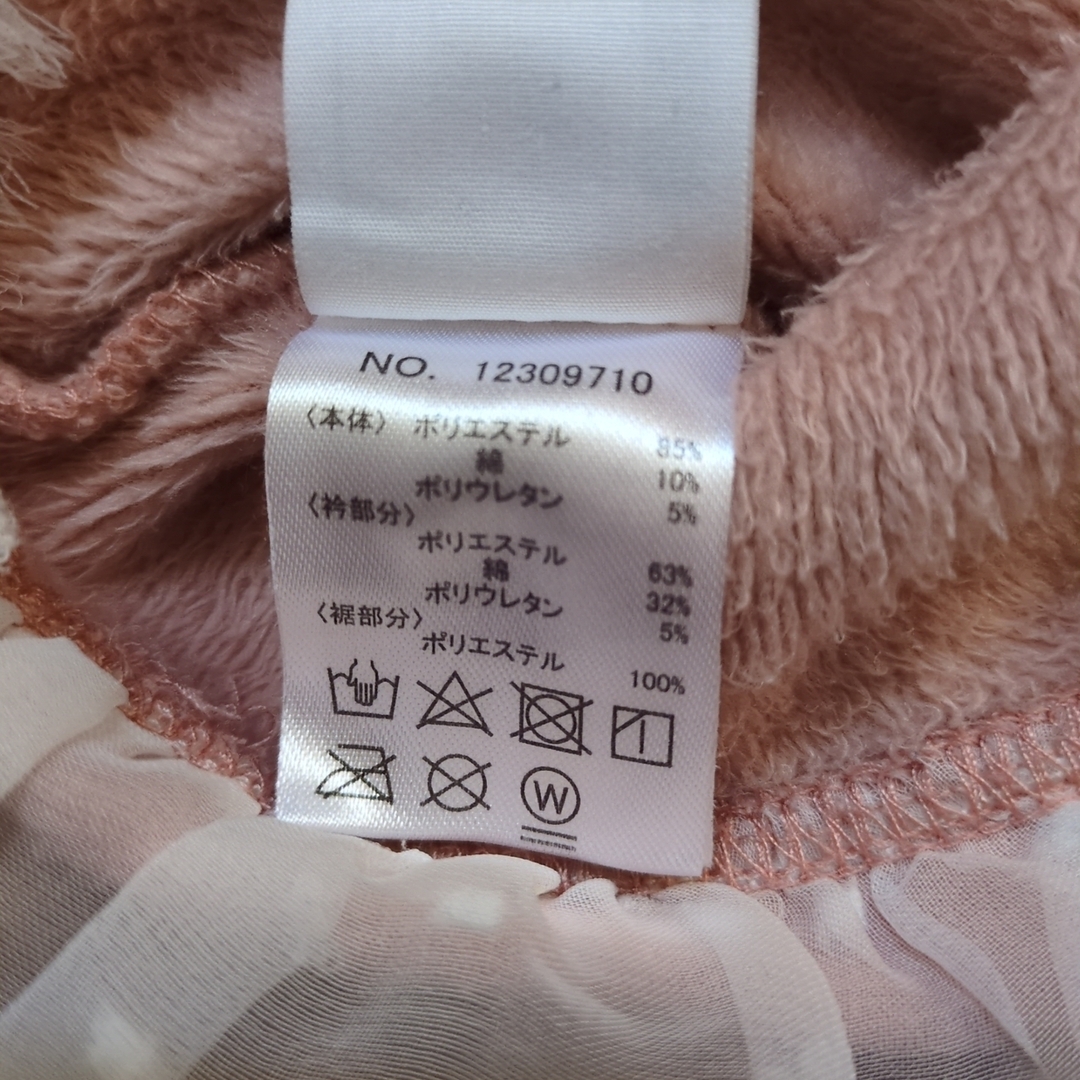 NO. 12309710
〈本体〉 ポリエステル 85%
綿 10%
ポリウレタン 5%
〈衿部分〉
ポリエステル 63%
綿 32%
ポリウレタン 5%
〈裾部分〉
ポリエステル 100%
W